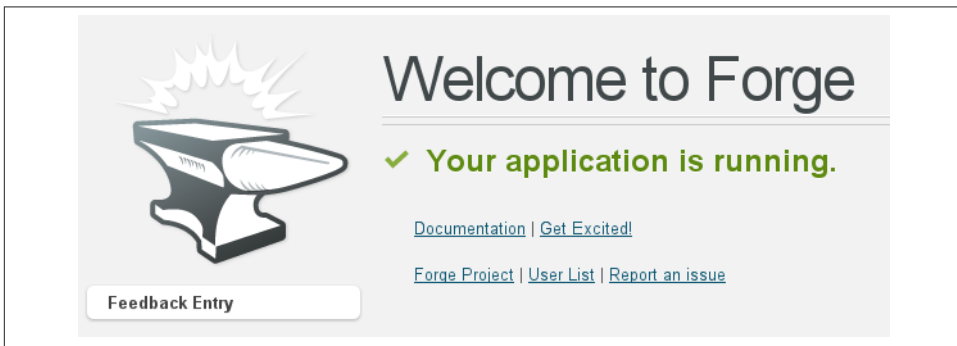 Welcome to Forge
Your application is running.
Documentation | Get Excited!
Forge Project | User List | Report an issue
Feedback Entry